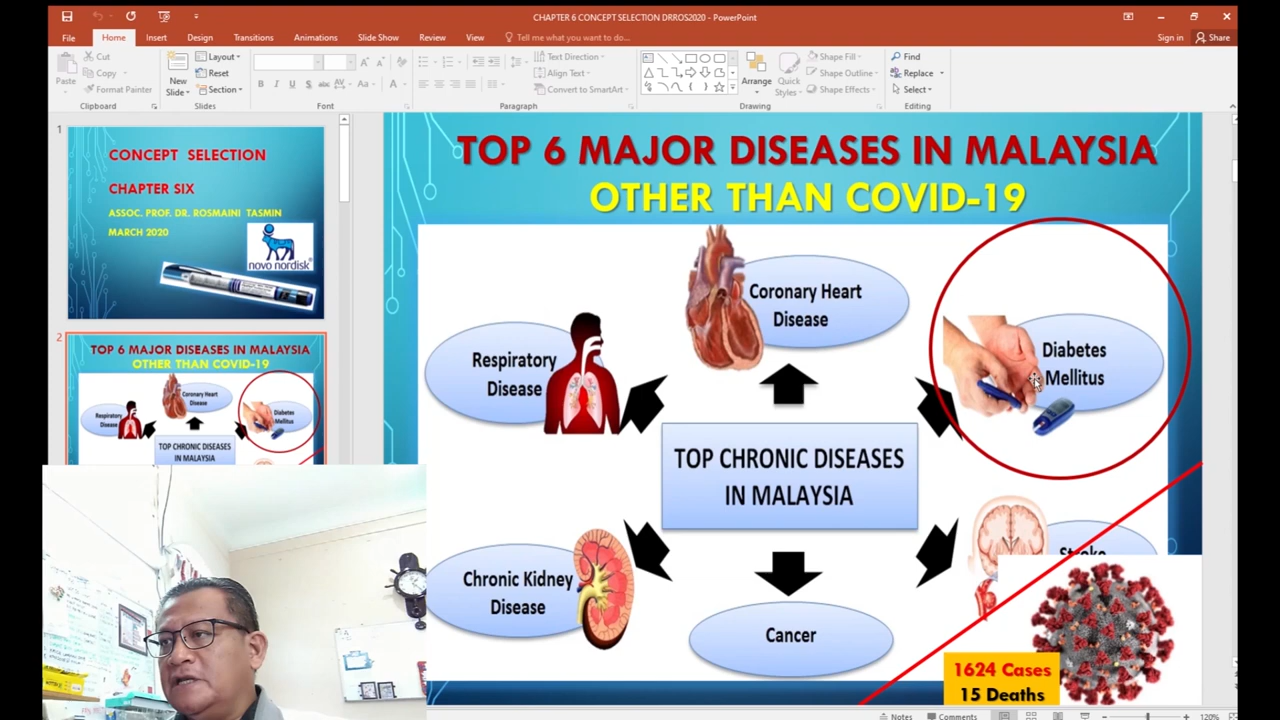 CHAPTER 6 CONCEPT SELECTION DRROS2020 - PowerPoint
File Home Insert Design Transitions Animations Slide Show Review View Tell me what you want to do... Sign in Share
Paste
Cut
Copy
Format Painter
Clipboard
New
Slide
Layout
Reset
Section
Slides
Font
Text Direction
Align Text
Convert to SmartArt
Paragraph
Arrange
Quick
Styles
Shape Fill
Shape Outline
Shape Effects
Drawing
Find
Replace
Select
Editing
1
CONCEPT SELECTION
CHAPTER SIX
ASSOC. PROF. DR. ROSMAINI TASMIN
MARCH 2020
novo nordisk
2
TOP 6 MAJOR DISEASES IN MALAYSIA
OTHER THAN COVID-19
Coronary Heart
Disease
Respiratory
Disease
Diabetes
Mellitus
TOP CHRONIC DISEASES
IN MALAYSIA
TOP 6 MAJOR DISEASES IN MALAYSIA
OTHER THAN COVID-19
Coronary Heart
Disease
Respiratory
Disease
Diabetes
Mellitus
TOP CHRONIC DISEASES
IN MALAYSIA
Chronic Kidney
Disease
Stroke
Cancer
1624 Cases
15 Deaths
Notes Comments 120%